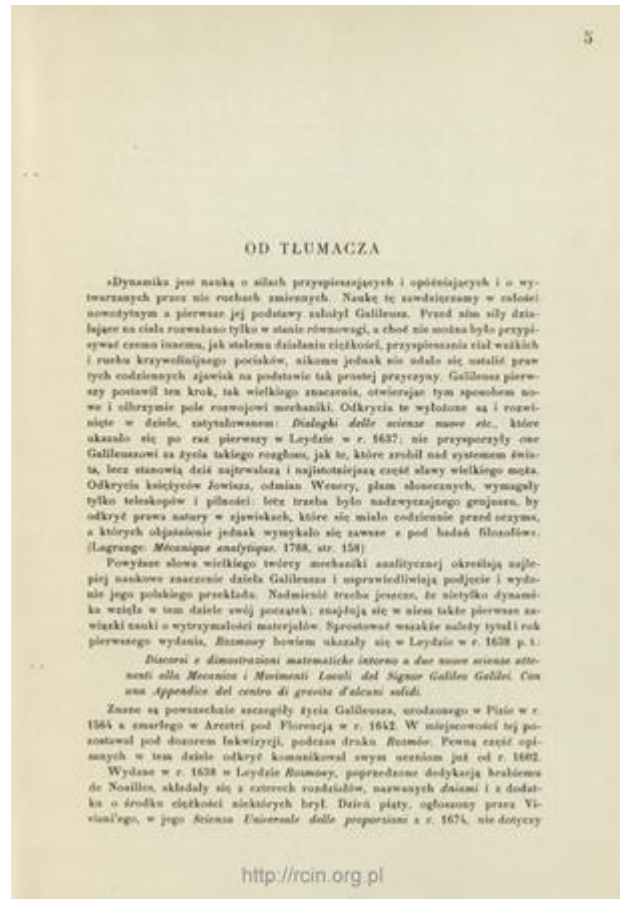 5
OD TŁUMACZA
»Dynamika jest nauką o siłach przyspieszających i opóźniających i o wy-
twarzanych przez nie ruchach zmiennych. Naukę tę zawdzięczamy w całości
nowożytnym a pierwsze jej podstawy założył Galileusz. Przed nim siły dzia-
łające na ciała rozważano tylko w stanie równowagi, a choć nie można było przypi-
sywać czemu innemu, jak stałemu działaniu ciężkości, przyspieszania ciał ważkich
i ruchu krzywolinijnego pocisków, nikomu jednak nie udało się ustalić praw
tych codziennych zjawisk na podstawie tak prostej przyczyny. Galileusz pierw-
szy postawił ten krok, tak wielkiego znaczenia, otwierając tym sposobem no-
we i olbrzymie pole rozwojowi mechaniki. Odkrycia te wyłożone są i rozwi-
nięte w dziele, zatytułowanem: Dialoghi delle scienze nuove etc., które
ukazało się po raz pierwszy w Leydzie w r. 1637; nie przysporzyły one
Galileuszowi za życia takiego rozgłosu, jak te, które zrobił nad systemem świa-
ta, lecz stanowią dziś najtrwalszą i najistotniejszą część sławy wielkiego męża.
Odkrycia księżyców Jowisza, odmian Wenery, plam słonecznych, wymagały
tylko teleskopów i pilności: lecz trzeba było nadzwyczajnego genjuszu, by
odkryć prawa natury w zjawiskach, które się miało codziennie przed oczyma,
a których objaśnienie jednak wymykało się zawsze z pod badań filozofów«.
(Lagrange: Mécanique analytique. 1788, str. 158)
Powyższe słowa wielkiego twórcy mechaniki analitycznej określają najle-
piej naukowe znaczenie dzieła Galileusza i usprawiedliwiają podjęcie i wyda-
nie jego polskiego przekładu. Nadmienić trzeba jeszcze, że nietylko dynami-
ka wzięła w tem dziele swój początek; znajdują się w niem także pierwsze za-
wiązki nauki o wytrzymałości materjałów. Sprostować wszakże należy tytuł i rok
pierwszego wydania, Rozmowy bowiem ukazały się w Leydzie w r. 1638 p. t.:
Discorsi e dimostrazioni matematiche intorno a due nuove scienze atte-
nenti alla Mecanica i Movimenti Locali del Signor Galileo Galilei. Con
una Appendice del centro di gravita d'alcuni solidi.
Znane są powszechnie szczegóły życia Galileusza, urodzonego w Pizie w r.
1564 a zmarłego w Arcetri pod Florencją w r. 1642. W miejscowości tej po-
zostawał pod dozorem Inkwizycji, podczas druku Rozmów. Pewną część opi-
sanych w tem dziele odkryć komunikował swym uczniom już od r. 1602.
Wydane w r. 1638 w Leydzie Rozmowy, poprzedzone dedykacją hrabiemu
de Noailles, składały się z czterech rozdziałów, nazwanych dniami i z dodat-
ku o środku ciężkości niektórych brył. Dzień piąty, ogłoszony przez Vi-
viani'ego, w jego Scienza Universale delle proporzioni z r. 1674, nie dotyczy
http://rcin.org.pl